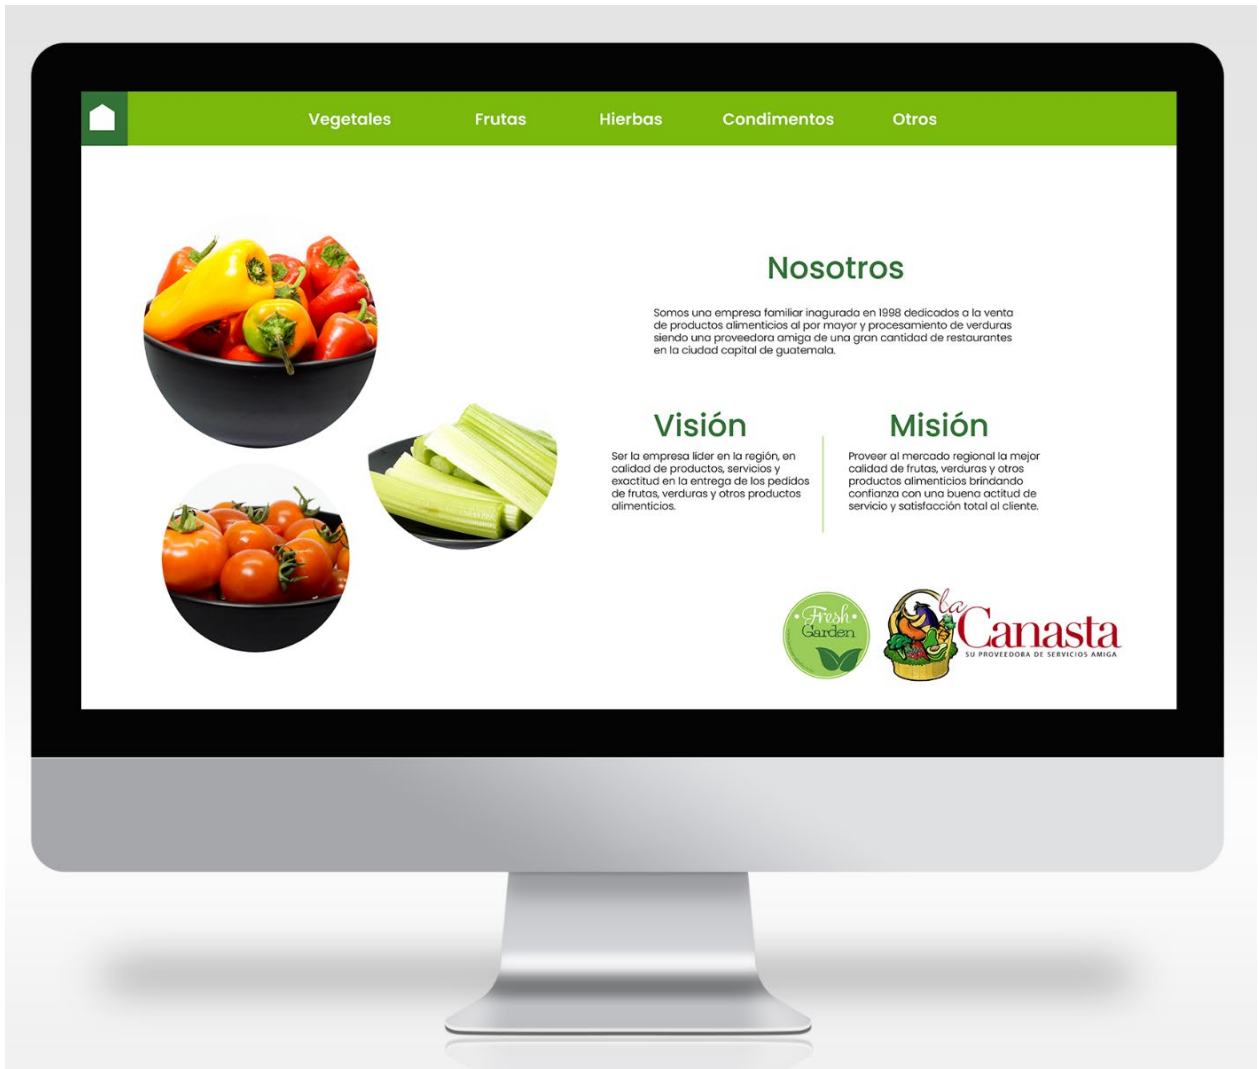 Vegetales Frutas Hierbas Condimentos Otros
Nosotros
Somos una empresa familiar inagurada en 1998 dedicados a la venta
de productos alimenticios al por mayor y procesamiento de verduras
siendo una proveedora amiga de una gran cantidad de restaurantes
en la ciudad capital de guatemala.
Visión
Ser la empresa lider en la región, en
calidad de productos, servicios y
exactitud en la entrega de los pedidos
de frutas, verduras y otros productos
alimenticios.
Misión
Proveer al mercado regional la mejor
calidad de frutas, verduras y otros
productos alimenticios brindando
confianza con una buena actitud de
servicio y satisfacción total al cliente.
Fresh
Garden
la
Canasta
SU PROVEEDORA DE SERVICIOS AMIGA